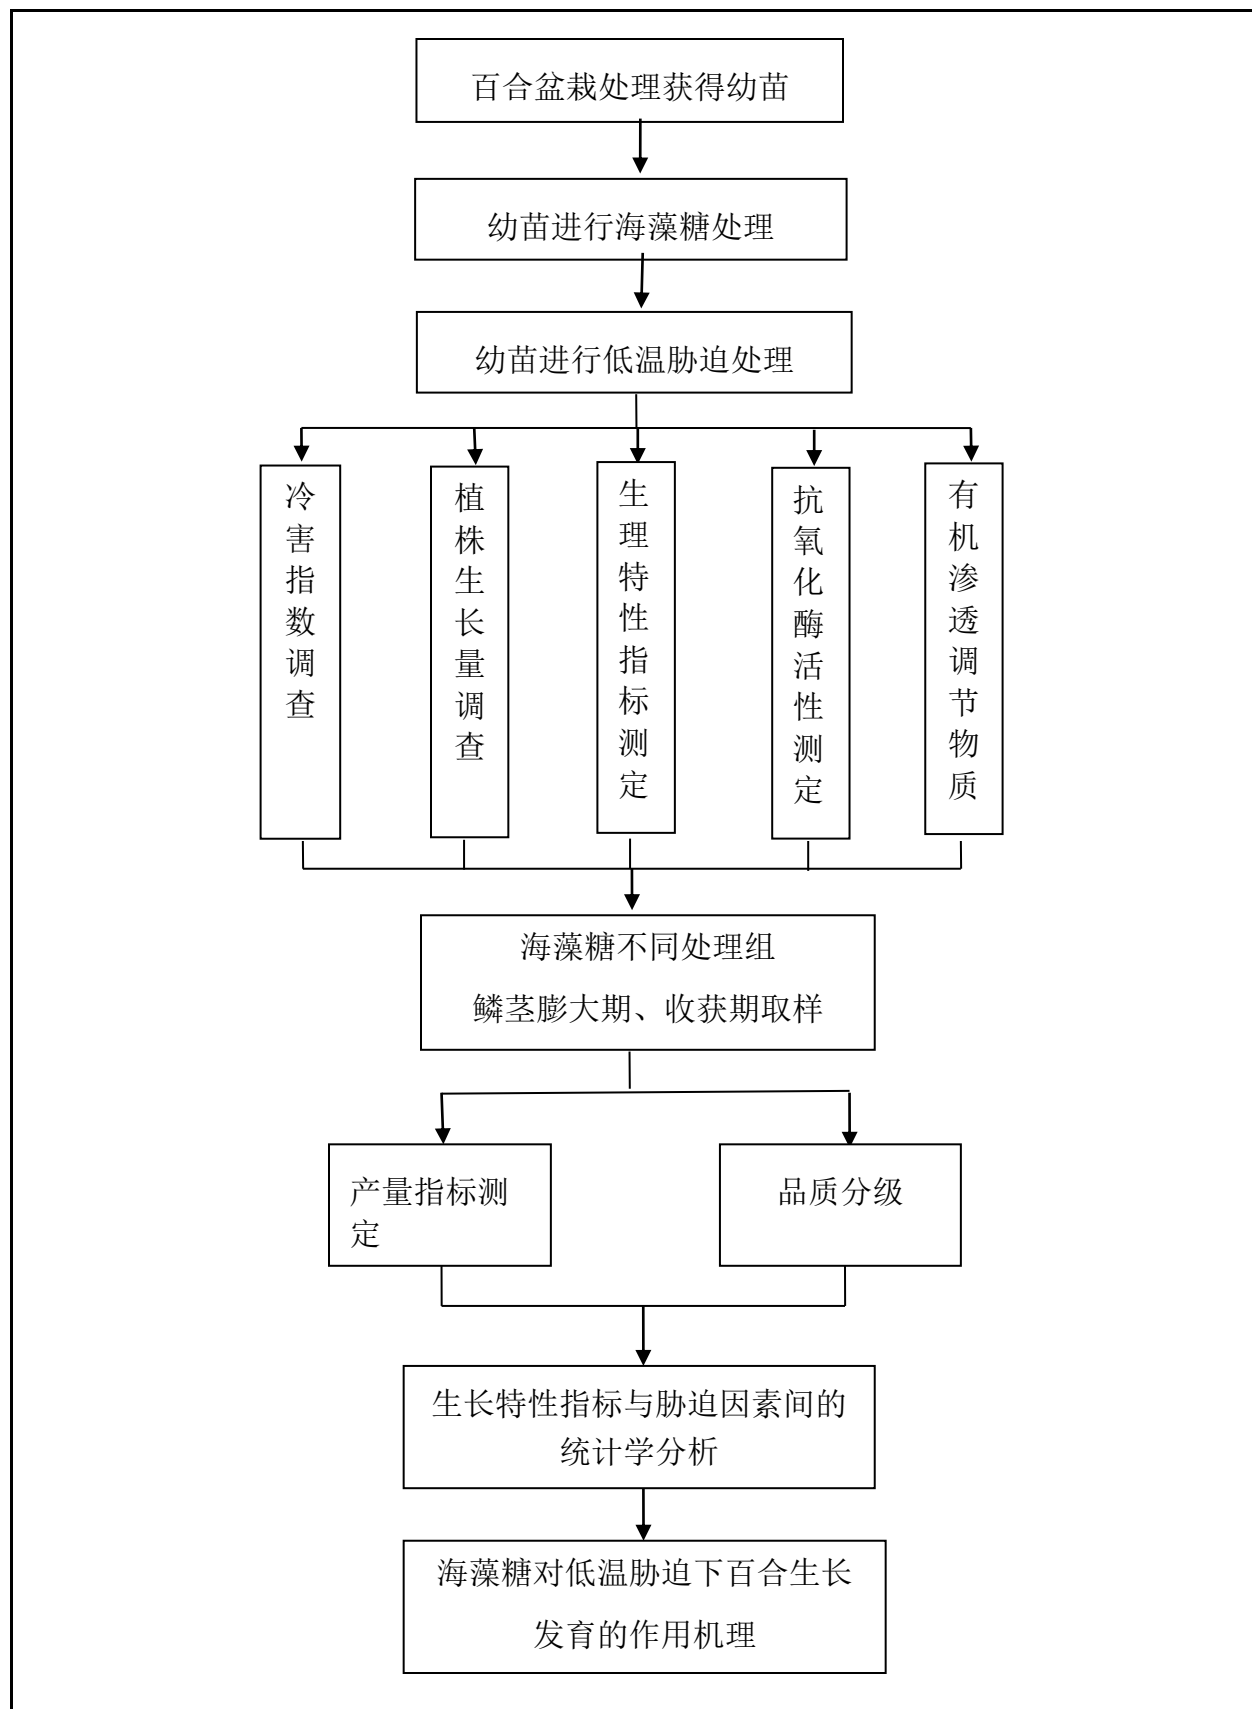 百合盆栽处理获得幼苗
幼苗进行海藻糖处理
幼苗进行低温胁迫处理
冷害指数调查
植株生长量调查
生理特性指标测定
抗氧化酶活性测定
有机渗透调节物质
海藻糖不同处理组
鳞茎膨大期、收获期取样
产量指标测
定
品质分级
生长特性指标与胁迫因素间的
统计学分析
海藻糖对低温胁迫下百合生长
发育的作用机理